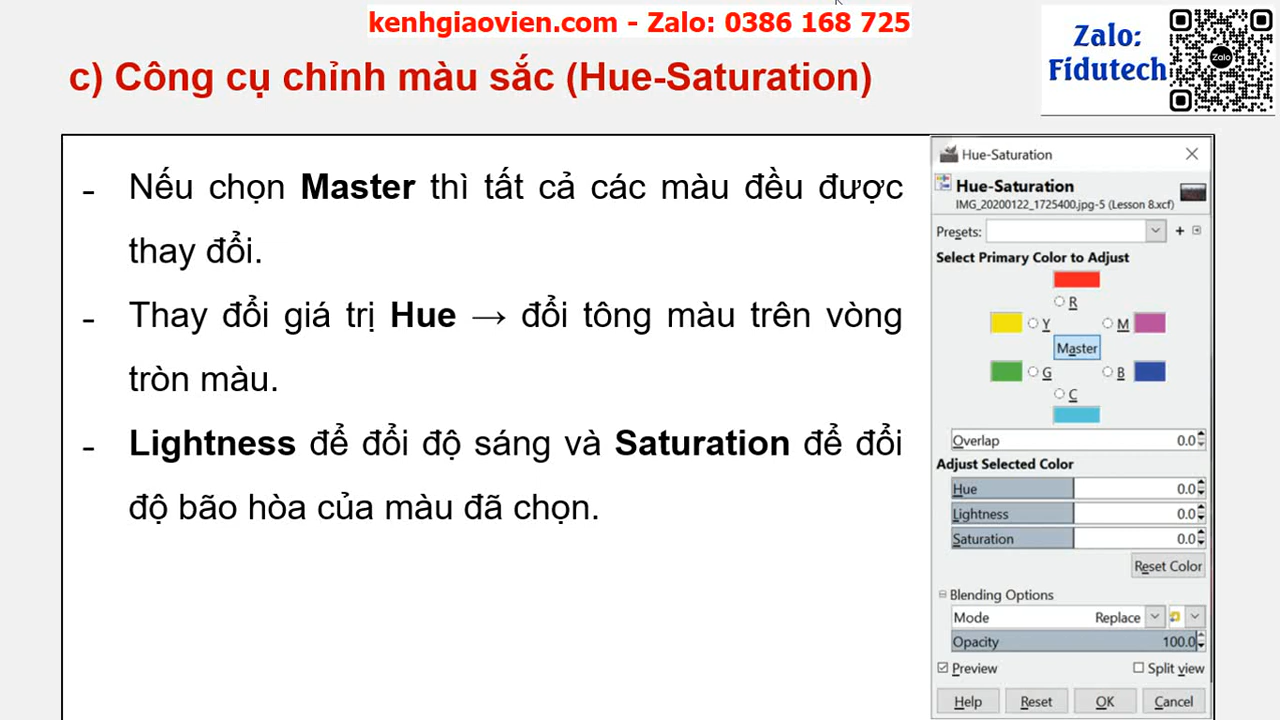 kenhgiaovien.com - Zalo: 0386 168 725
Zalo:
Fidutech
Zalo
c) Công cụ chỉnh màu sắc (Hue-Saturation)
- Nếu chọn Master thì tất cả các màu đều được
thay đổi.
- Thay đổi giá trị Hue → đổi tông màu trên vòng
tròn màu.
- Lightness để đổi độ sáng và Saturation để đổi
độ bão hòa của màu đã chọn.
Hue-Saturation
Hue-Saturation
IMG_20200122_1725400.jpg-5 (Lesson 8.xcf)
Presets:
Select Primary Color to Adjust
R
Y M
Master
G B
C
Overlap 0.0
Adjust Selected Color
Hue 0.0
Lightness 0.0
Saturation 0.0
Reset Color
Blending Options
Mode Replace
Opacity 100.0
Preview Split view
Help Reset OK Cancel